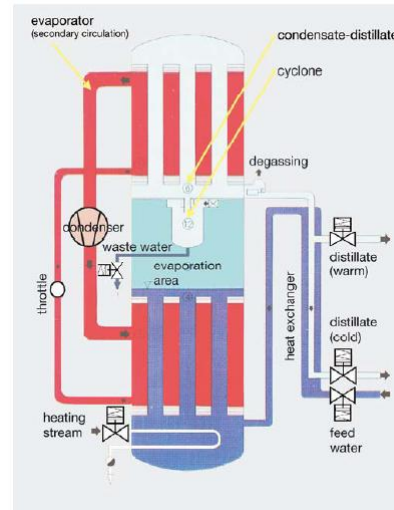 evaporator
(secondary circulation)
condensate-distillate
cyclone
degassing
condenser
waste water
evaporation
area
throttle
heat exchanger
distillate
(warm)
distillate
(cold)
heating
stream
feed
water